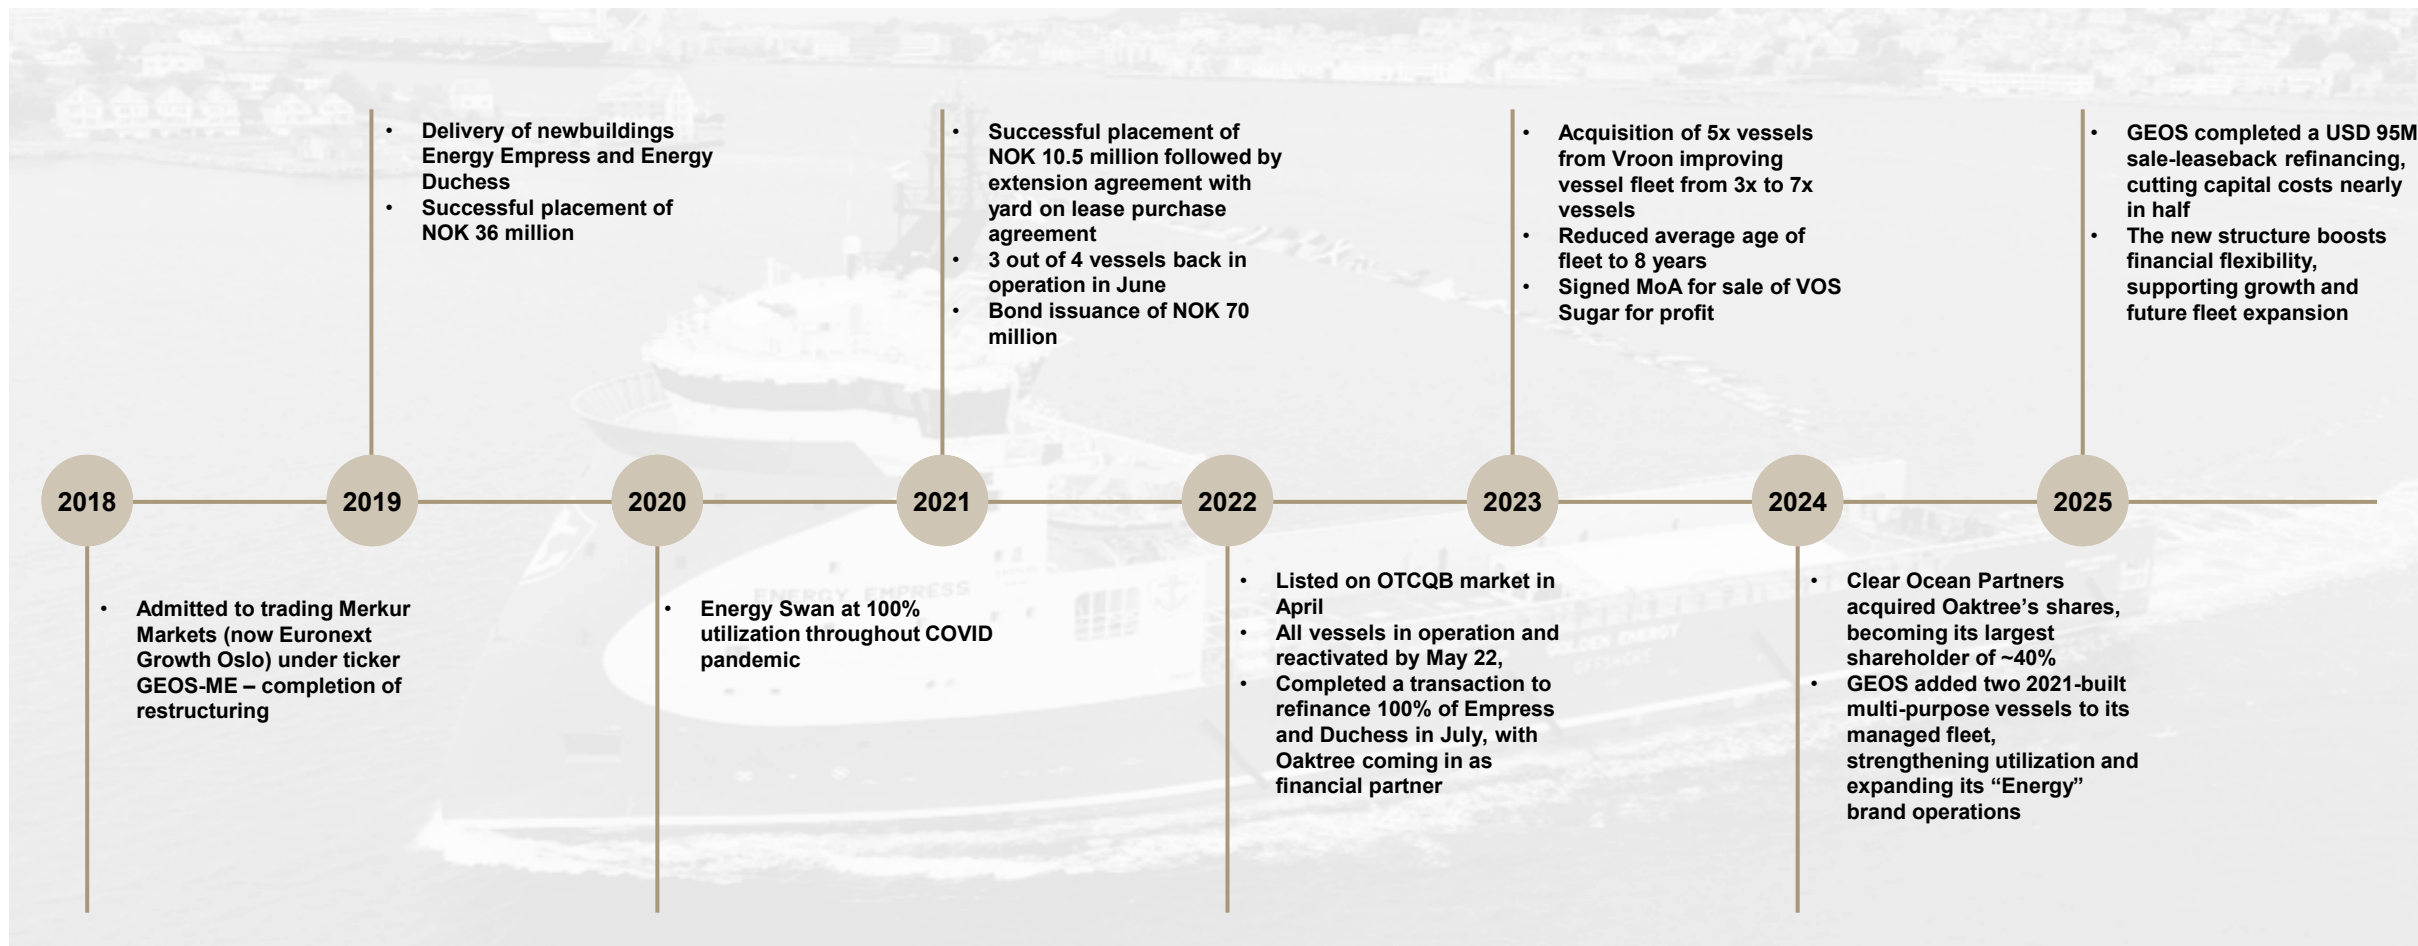 2018
• Admitted to trading Merkur
Markets (now Euronext
Growth Oslo) under ticker
GEOS-ME – completion of
restructuring
2019
• Delivery of newbuildings
Energy Empress and Energy
Duchess
• Successful placement of
NOK 36 million
2020
• Energy Swan at 100%
utilization throughout COVID
pandemic
2021
• Successful placement of
NOK 10.5 million followed by
extension agreement with
yard on lease purchase
agreement
• 3 out of 4 vessels back in
operation in June
• Bond issuance of NOK 70
million
2022
• Listed on OTCQB market in
April
• All vessels in operation and
reactivated by May 22,
• Completed a transaction to
refinance 100% of Empress
and Duchess in July, with
Oaktree coming in as
financial partner
2023
• Acquisition of 5x vessels
from Vroon improving
vessel fleet from 3x to 7x
vessels
• Reduced average age of
fleet to 8 years
• Signed MoA for sale of VOS
Sugar for profit
2024
• Clear Ocean Partners
acquired Oaktree’s shares,
becoming its largest
shareholder of ~40%
• GEOS added two 2021-built
multi-purpose vessels to its
managed fleet,
strengthening utilization and
expanding its “Energy”
brand operations
2025
• GEOS completed a USD 95M
sale-leaseback refinancing,
cutting capital costs nearly
in half
• The new structure boosts
financial flexibility,
supporting growth and
future fleet expansion
ENERGY EMPRESS
GOLDEN ENERGY
OFFSHORE